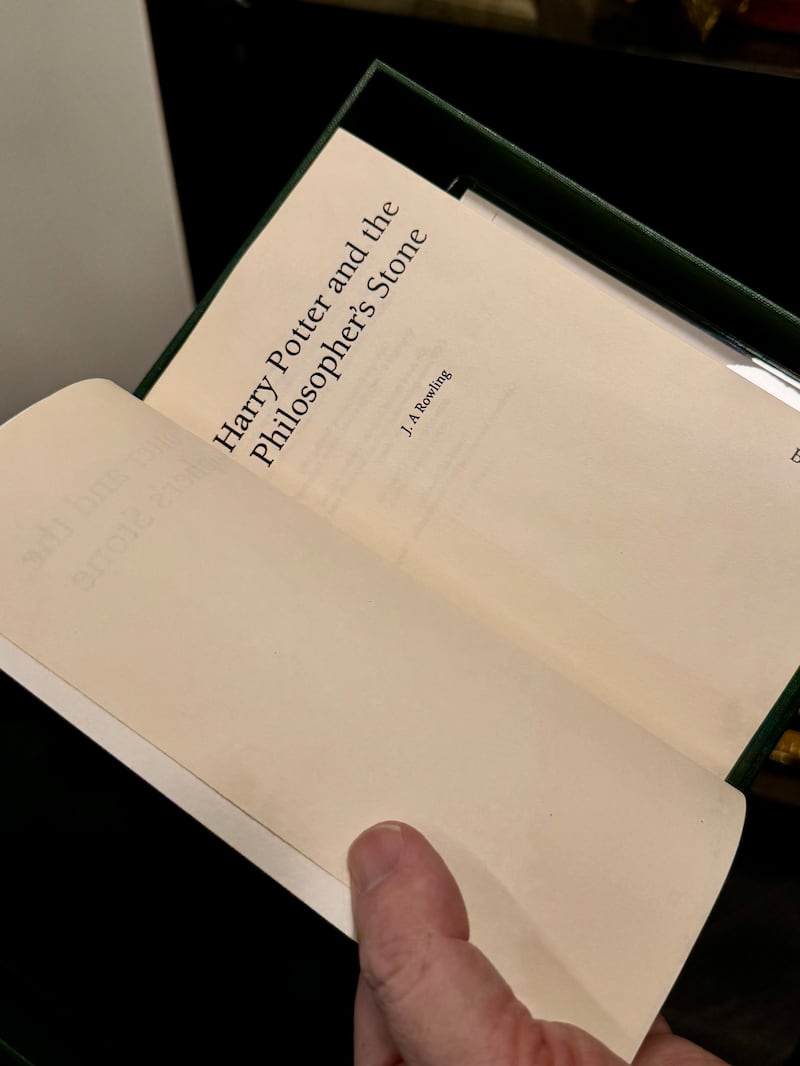 Harry Potter and the
Philosopher's Stone
J. A Rowling